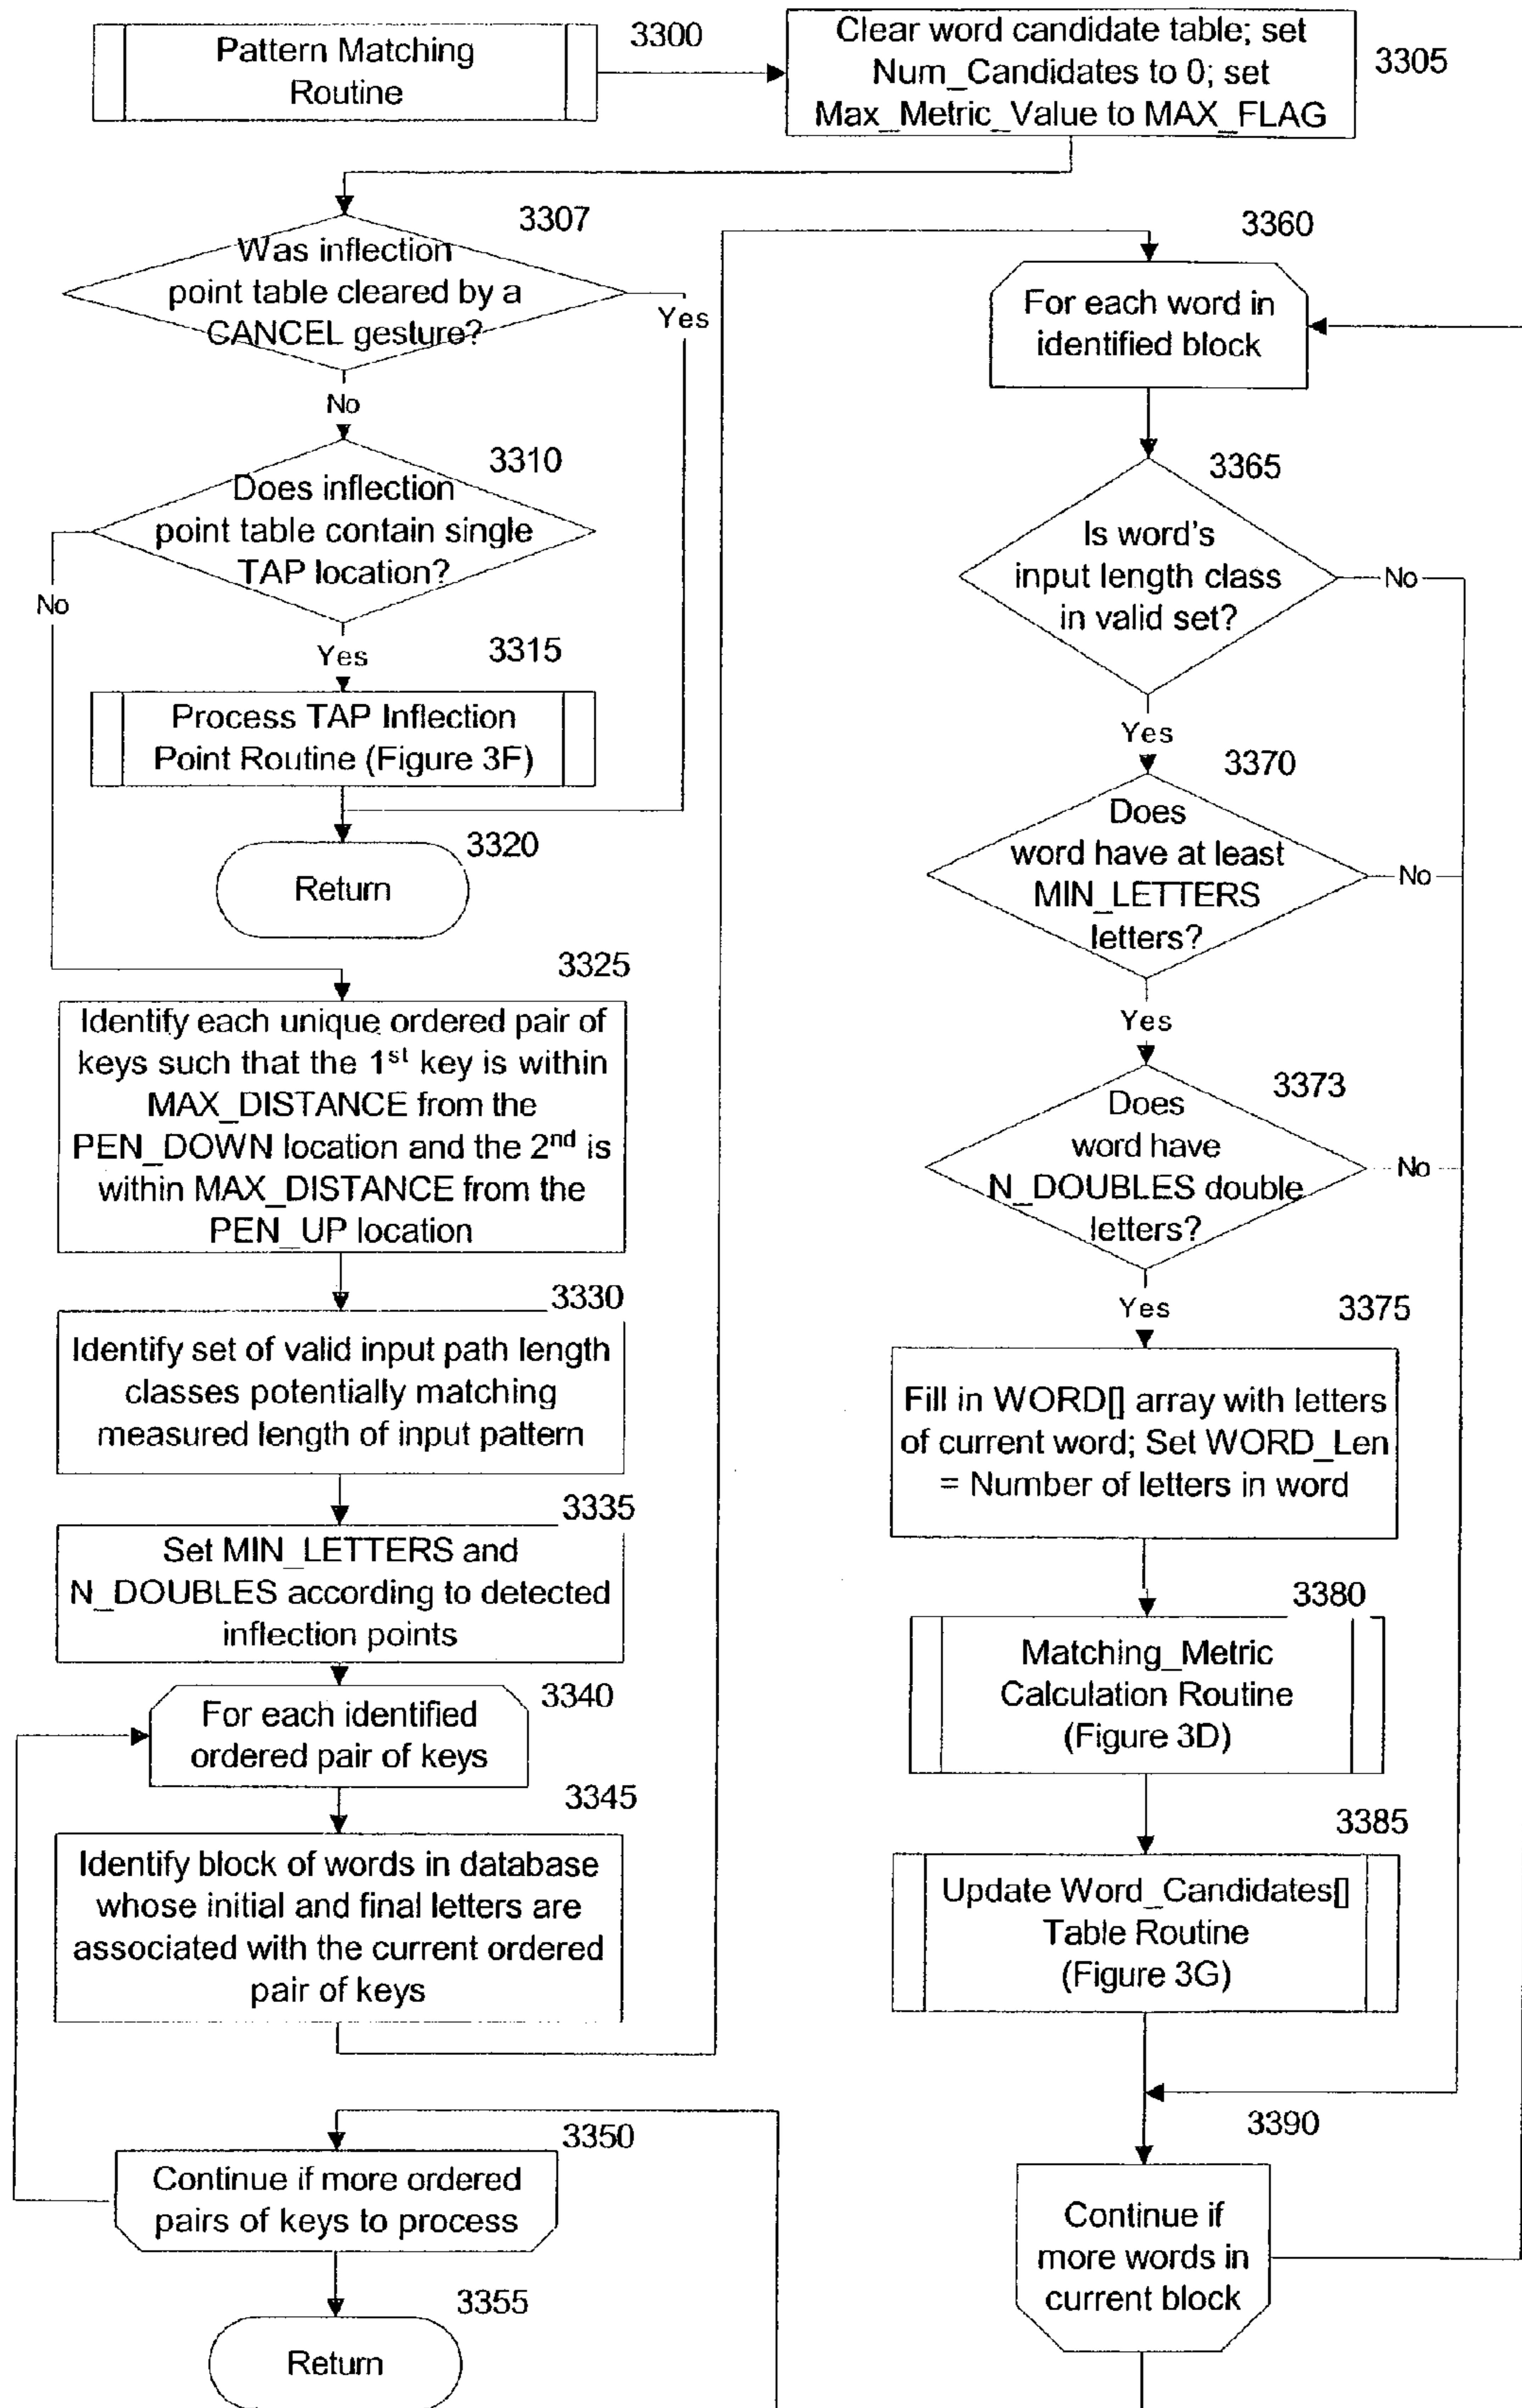 Pattern Matching
Routine
3300
Clear word candidate table; set
Num_Candidates to 0; set
Max_Metric_Value to MAX_FLAG
3305
3307
Was inflection
point table cleared by a
CANCEL gesture?
Yes
No
3310
Does inflection
point table contain single
TAP location?
No
Yes
3315
Process TAP Inflection
Point Routine (Figure 3F)
3320
Return
3325
Identify each unique ordered pair of
keys such that the 1st key is within
MAX_DISTANCE from the
PEN_DOWN location and the 2nd is
within MAX_DISTANCE from the
PEN_UP location
3330
Identify set of valid input path length
classes potentially matching
measured length of input pattern
3335
Set MIN_LETTERS and
N_DOUBLES according to detected
inflection points
3340
For each identified
ordered pair of keys
3345
Identify block of words in database
whose initial and final letters are
associated with the current ordered
pair of keys
3350
Continue if more ordered
pairs of keys to process
3355
Return
3360
For each word in
identified block
3365
Is word's
input length class
in valid set?
No
Yes
3370
Does
word have at least
MIN_LETTERS
letters?
No
Yes
3373
Does
word have
N_DOUBLES double
letters?
No
Yes
3375
Fill in WORD[] array with letters
of current word; Set WORD_Len
= Number of letters in word
3380
Matching_Metric
Calculation Routine
(Figure 3D)
3385
Update Word_Candidates[]
Table Routine
(Figure 3G)
3390
Continue if
more words in
current block